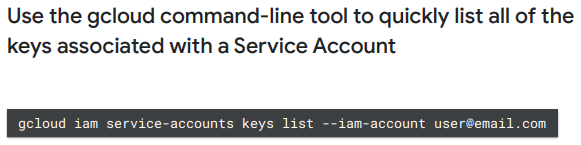 Use the gcloud command-line tool to quickly list all of the
keys associated with a Service Account
gcloud iam service-accounts keys list --iam-account user@email.com